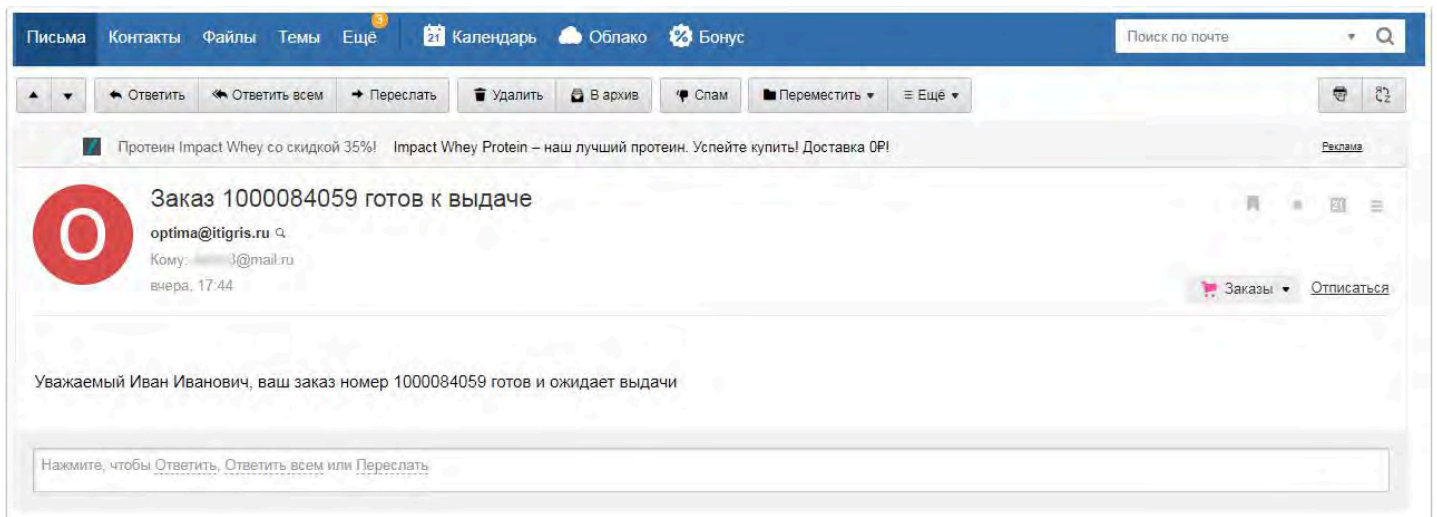 3
Письма Контакты Файлы Темы Ещё 21 Календарь Облако % Бонус Поиск по почте
Ответить Ответить всем Переслать Удалить В архив Спам Переместить Ещё
Протеин Impact Whey со скидкой 35%! Impact Whey Protein – наш лучший протеин. Успейте купить! Доставка 0₽! Реклама
О Заказ 1000084059 готов к выдаче
21
optima@itigris.ru
Кому: 3@mail.ru
вчера, 17:44
Заказы Отписаться
Уважаемый Иван Иванович, ваш заказ номер 1000084059 готов и ожидает выдачи
Нажмите, чтобы Ответить, Ответить всем или Переслать